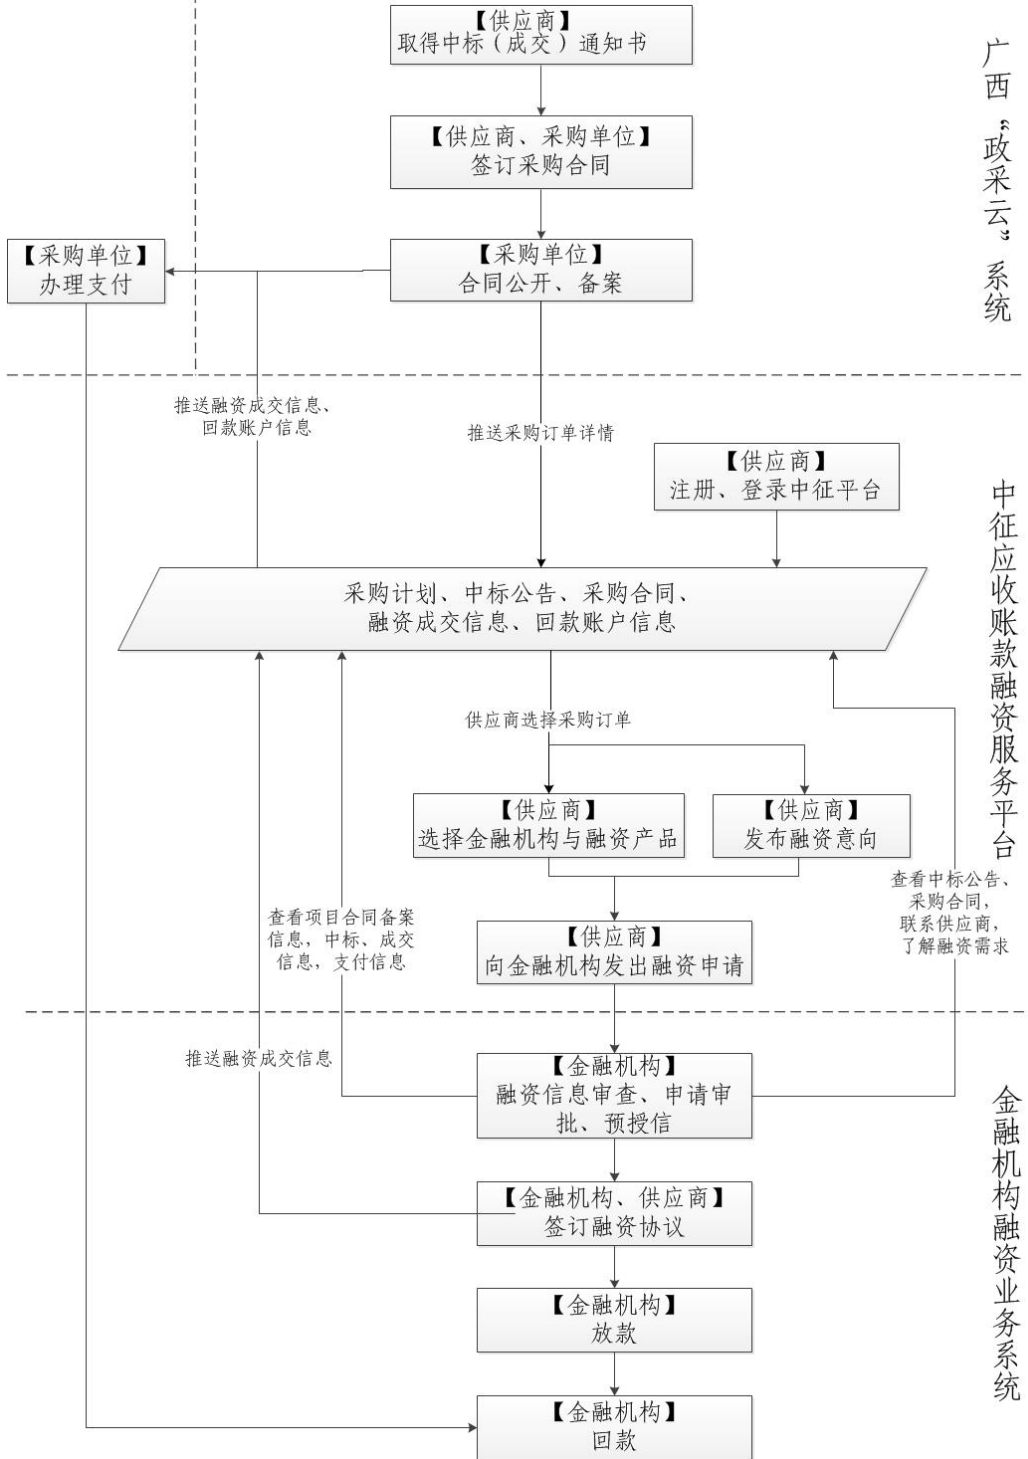 【供应商】
取得中标（成交）通知书
广西“政采云”系统
【供应商、采购单位】
签订采购合同
【采购单位】
办理支付
【采购单位】
合同公开、备案
推送融资成交信息、
回款账户信息
推送采购订单详情
【供应商】
注册、登录中征平台
中征应收账款融资服务平台
采购计划、中标公告、采购合同、
融资成交信息、回款账户信息
供应商选择采购订单
【供应商】
选择金融机构与融资产品
【供应商】
发布融资意向
查看中标公告、
采购合同，
联系供应商，
了解融资需求
查看项目合同备案
信息，中标、成交
信息，支付信息
【供应商】
向金融机构发出融资申请
推送融资成交信息
【金融机构】
融资信息审查、申请审
批、预授信
金融机构融资业务系统
【金融机构、供应商】
签订融资协议
【金融机构】
放款
【金融机构】
回款